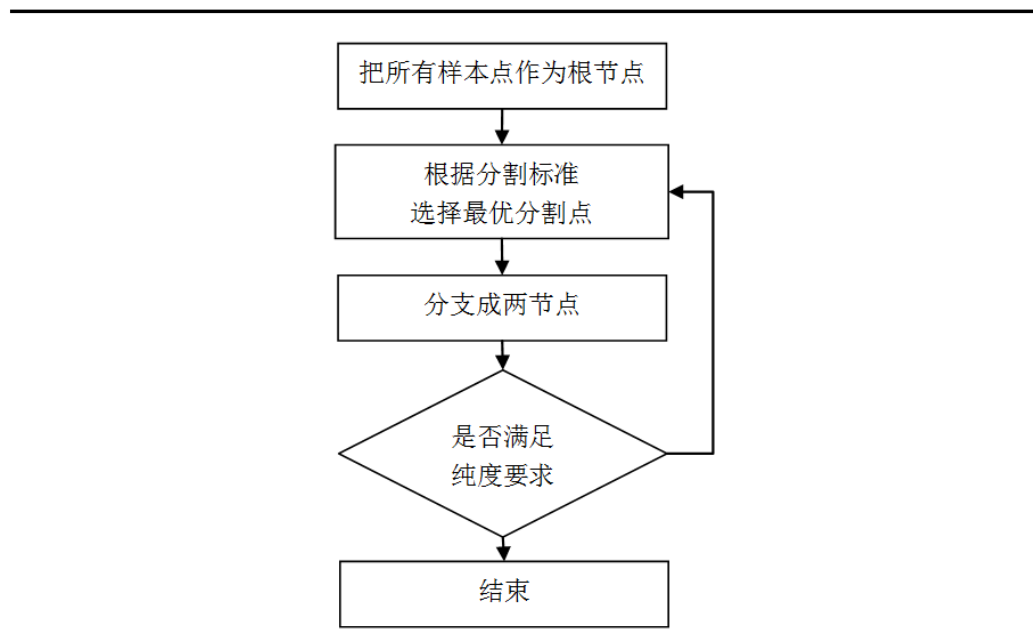 把所有样本点作为根节点
根据分割标准
选择最优分割点
分支成两节点
是否满足
纯度要求
结束